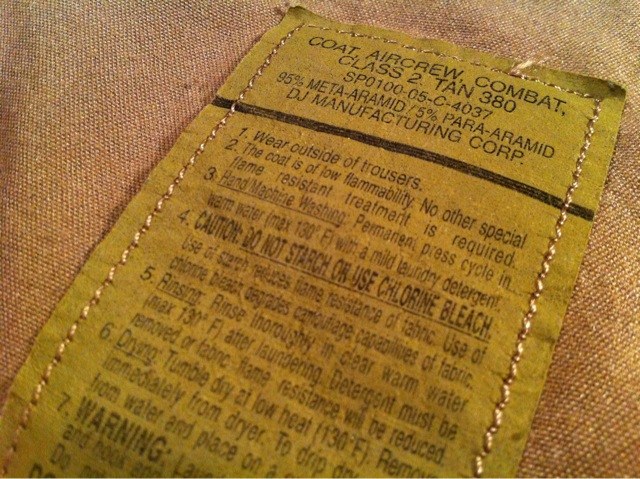 COAT, AIRCREW, COMBAT,
CLASS 2, TAN 380
SP0100-05-C-4037
95% META-ARAMID / 5% PARA-ARAMID
DJ MANUFACTURING CORP.
1. Wear outside of trousers.
2. The coat is of low flammability. No other special
flame resistant treatment is required.
3. Hand/Machine Washing: Permanent press cycle in
warm water (max 130° F) with a mild laundry detergent.
4. CAUTION: DO NOT STARCH OR USE CHLORINE BLEACH.
Use of starch reduces flame resistance of fabric. Use of
chlorine bleach degrades camouflage capabilities of fabric.
5. Rinsing: Rinse thoroughly in clear warm water
(max 130° F) after laundering. Detergent must be
removed or fabric flame resistance will be reduced.
6. Drying: Tumble dry at low heat (130°F). Remove
immediately from dryer. To drip dry,
from water and place on a
7. WARNING:
and
Do